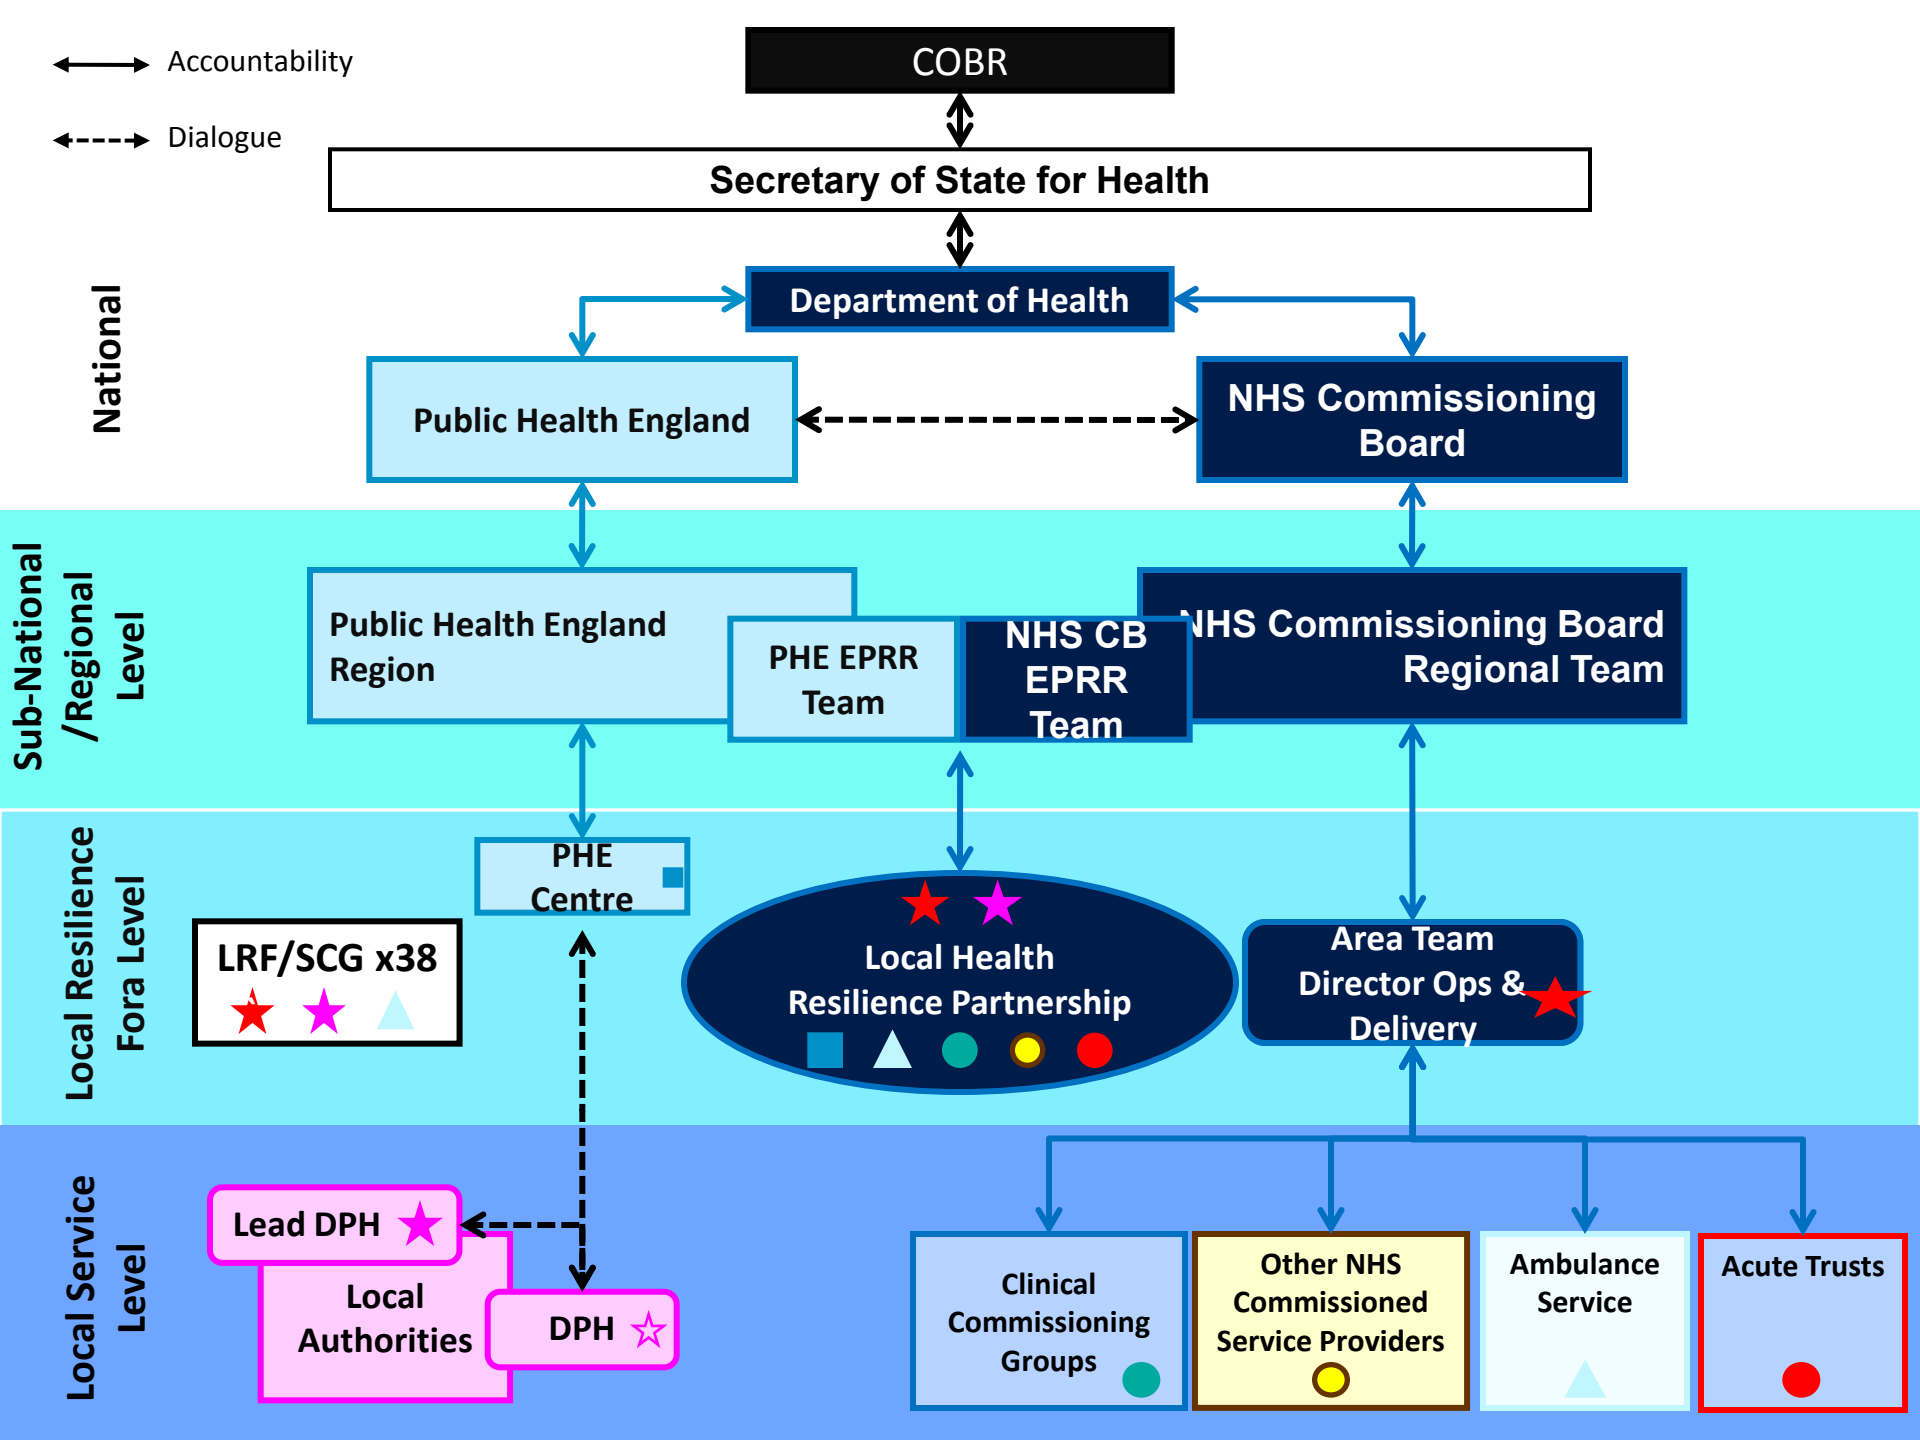 Accountability
Dialogue
COBR
Secretary of State for Health
Department of Health
National
Public Health England
NHS Commissioning
Board
Sub-National
/Regional
Level
Public Health England
Region
PHE EPRR
Team
NHS CB
EPRR
Team
NHS Commissioning Board
Regional Team
Local Resilience
Fora Level
PHE
Centre
LRF/SCG x38
Local Health
Resilience Partnership
Area Team
Director Ops &
Delivery
Local Service
Level
Lead DPH
Local
Authorities
DPH
Clinical
Commissioning
Groups
Other NHS
Commissioned
Service Providers
Ambulance
Service
Acute Trusts